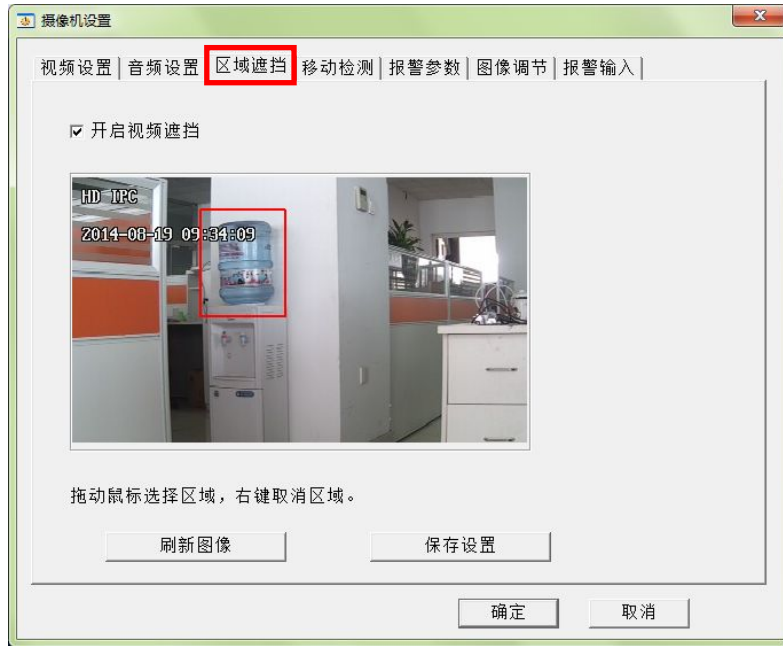 摄像机设置
视频设置 音频设置 区域遮挡 移动检测 报警参数 图像调节 报警输入
开启视频遮挡
HD IPC
2014-08-19 09:34:09
拖动鼠标选择区域，右键取消区域。
刷新图像 保存设置
确定 取消